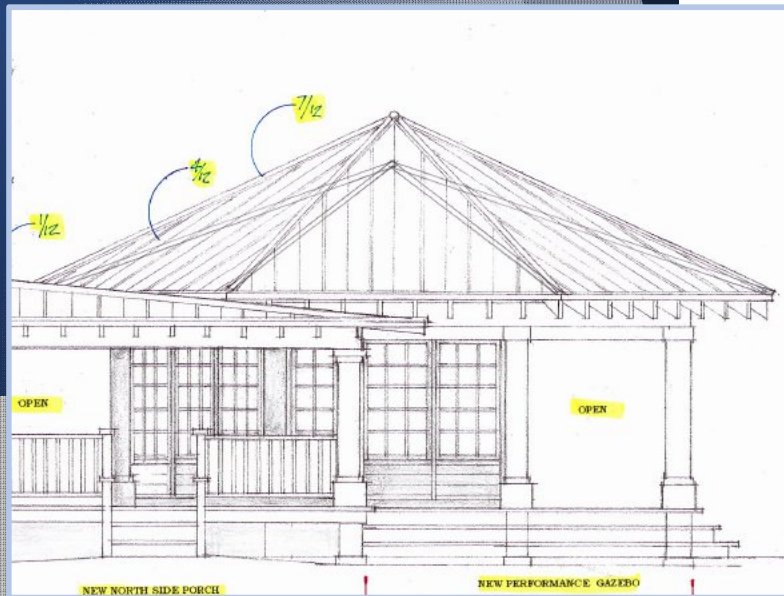 7/12
4/12
1/12
OPEN
OPEN
NEW NORTH SIDE PORCH
NEW PERFORMANCE GAZEBO